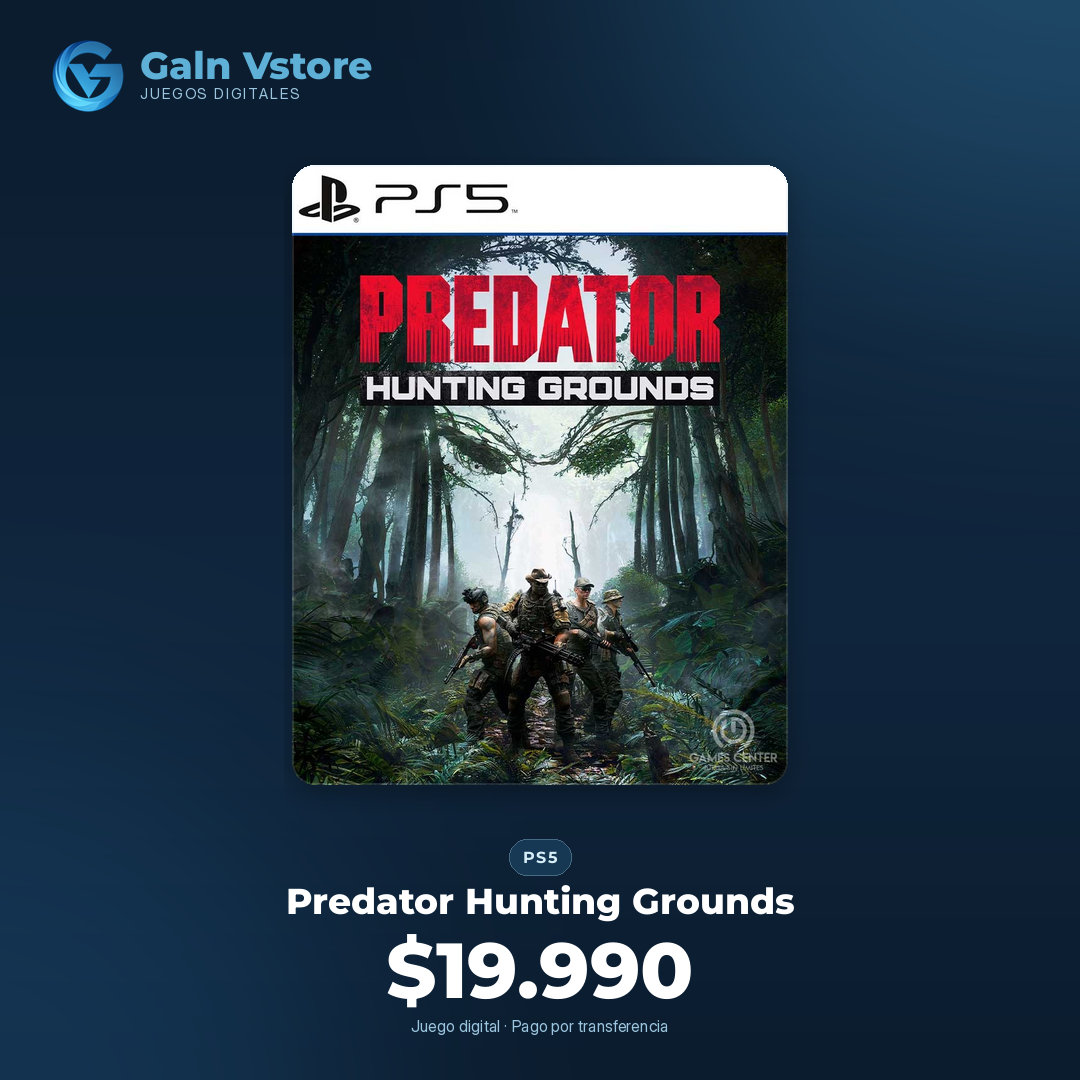 GaIn Vstore
JUEGOS DIGITALES
PS5
PREDATOR
HUNTING GROUNDS
GAMES CENTER
PS5
Predator Hunting Grounds
$19.990
Juego digital · Pago por transferencia